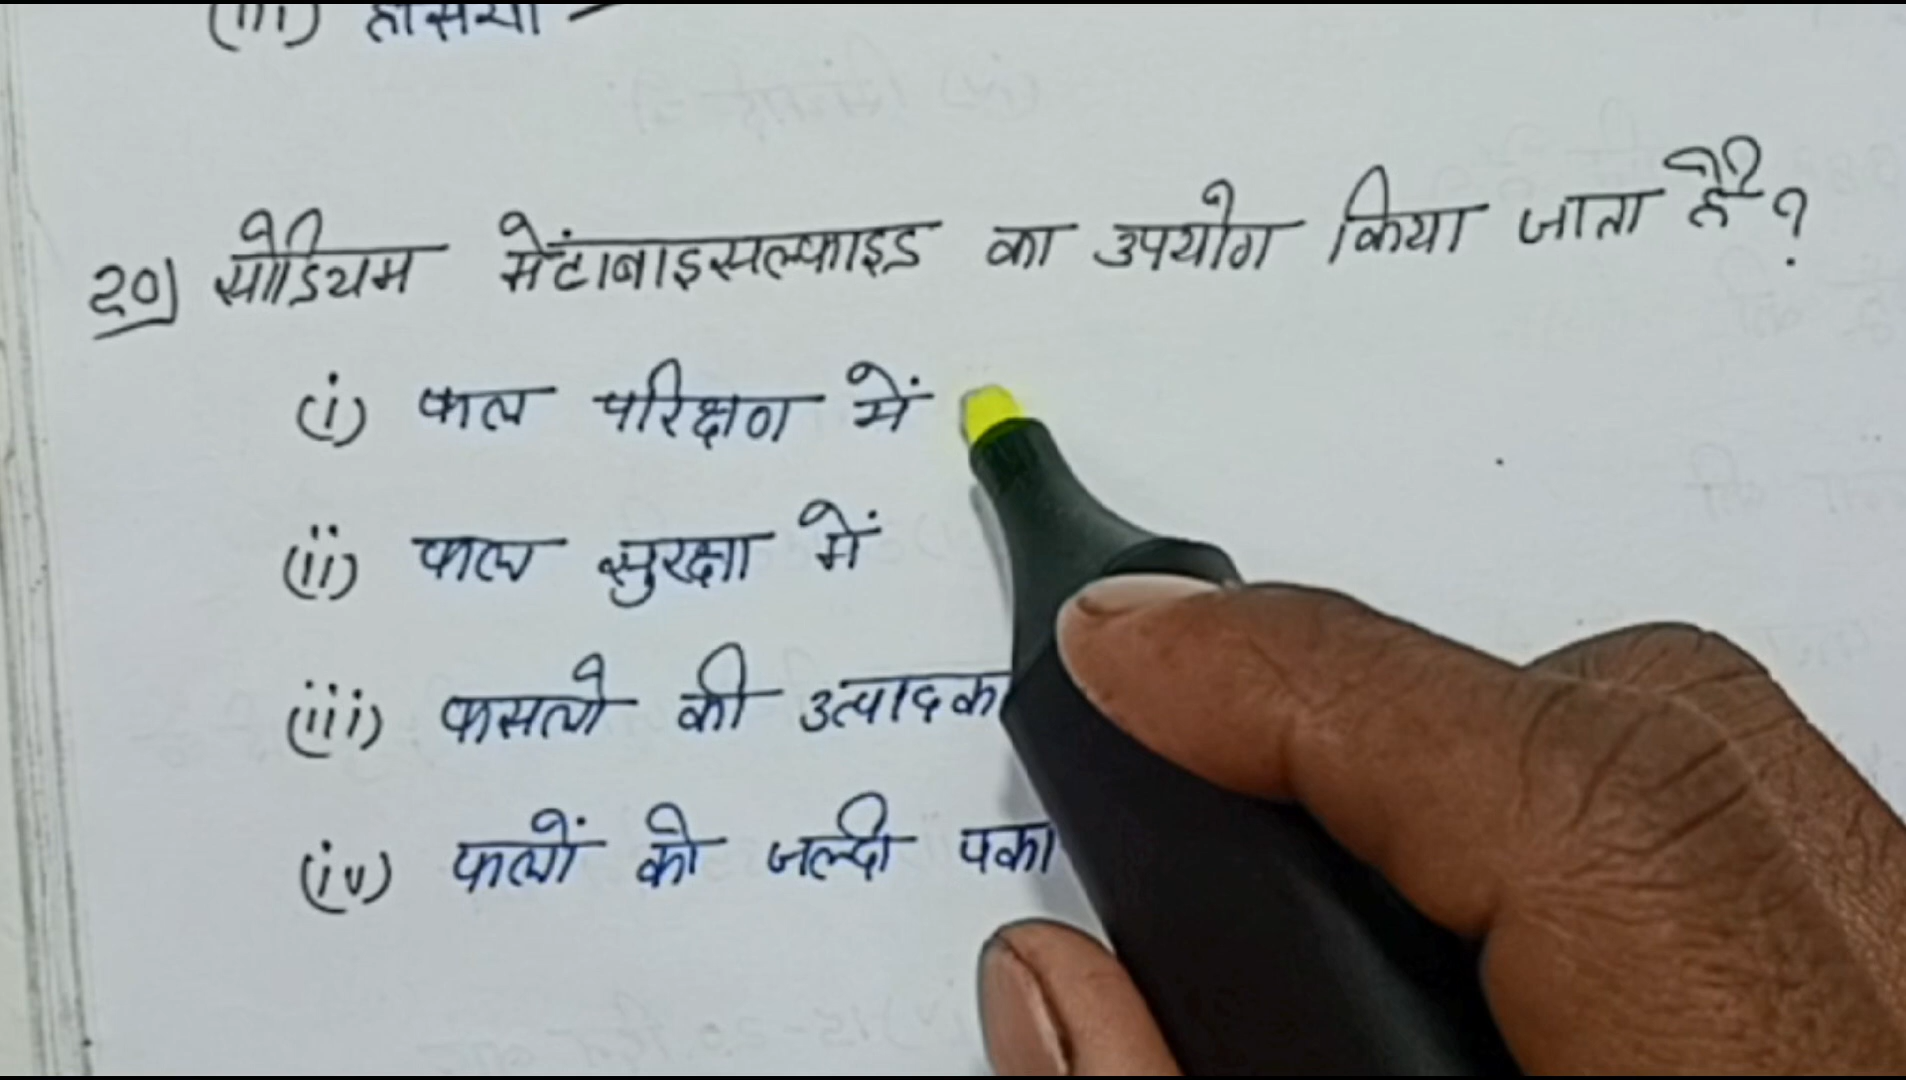 (iii) हासिया -
20) सोडियम मेंटाबाइसल्फाइड का उपयोग किया जाता है?
(i) फल परिक्षण में
(ii) फल सुरक्षा में
(iii) फसलो की उत्पादक
(iv) फलों को जल्दी पका